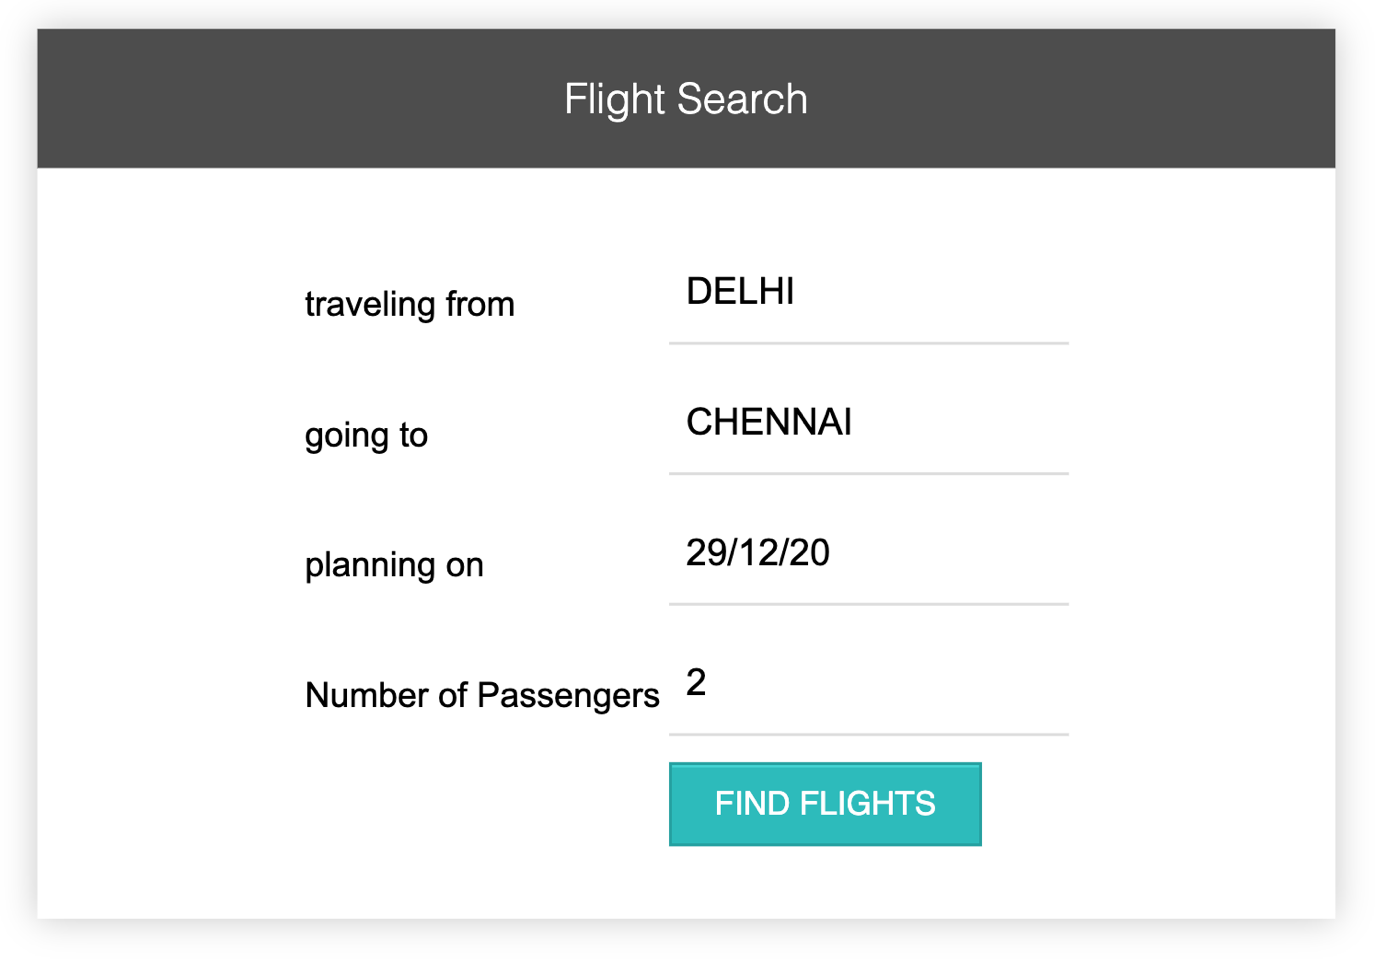 Flight Search
traveling from DELHI
going to CHENNAI
planning on 29/12/20
Number of Passengers 2
FIND FLIGHTS